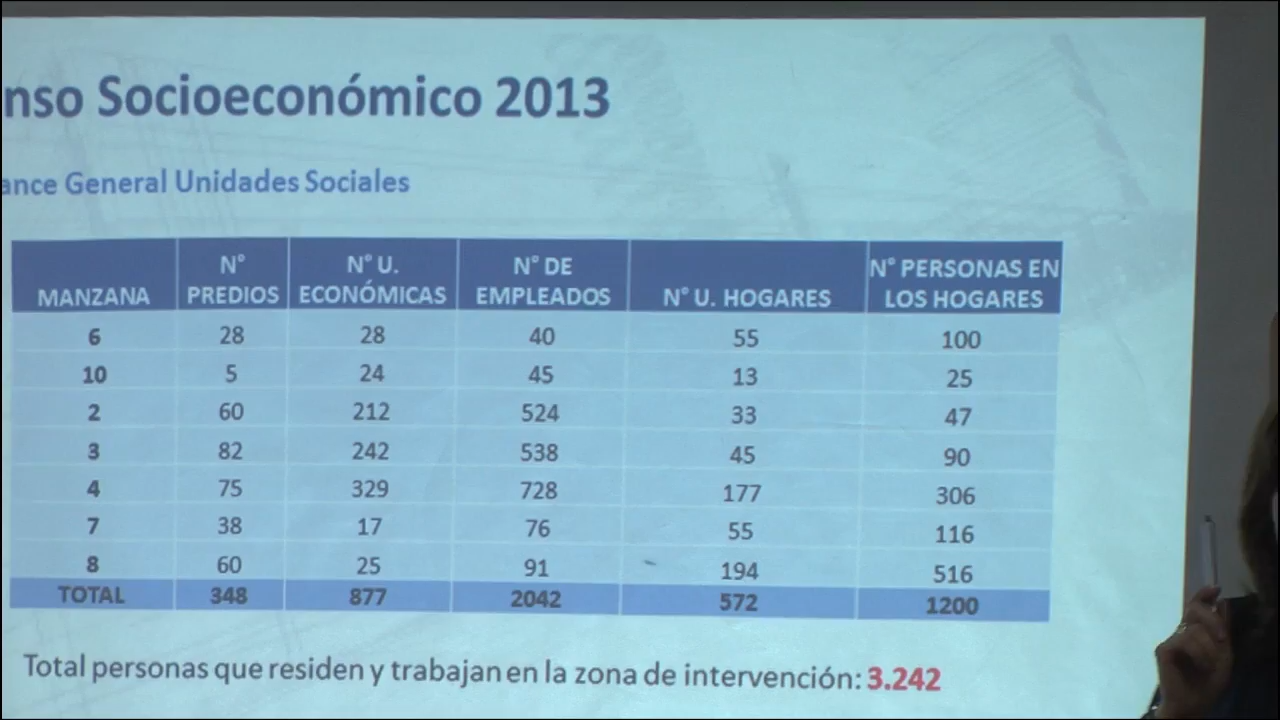 nso Socioeconómico 2013
ance General Unidades Sociales
MANZANA N° PREDIOS N° U. ECONÓMICAS N° DE EMPLEADOS N° U. HOGARES N° PERSONAS EN LOS HOGARES
6 28 28 40 55 100
10 5 24 45 13 25
2 60 212 524 33 47
3 82 242 538 45 90
4 75 329 728 177 306
7 38 17 76 55 116
8 60 25 91 194 516
TOTAL 348 877 2042 572 1200
Total personas que residen y trabajan en la zona de intervención: 3.242